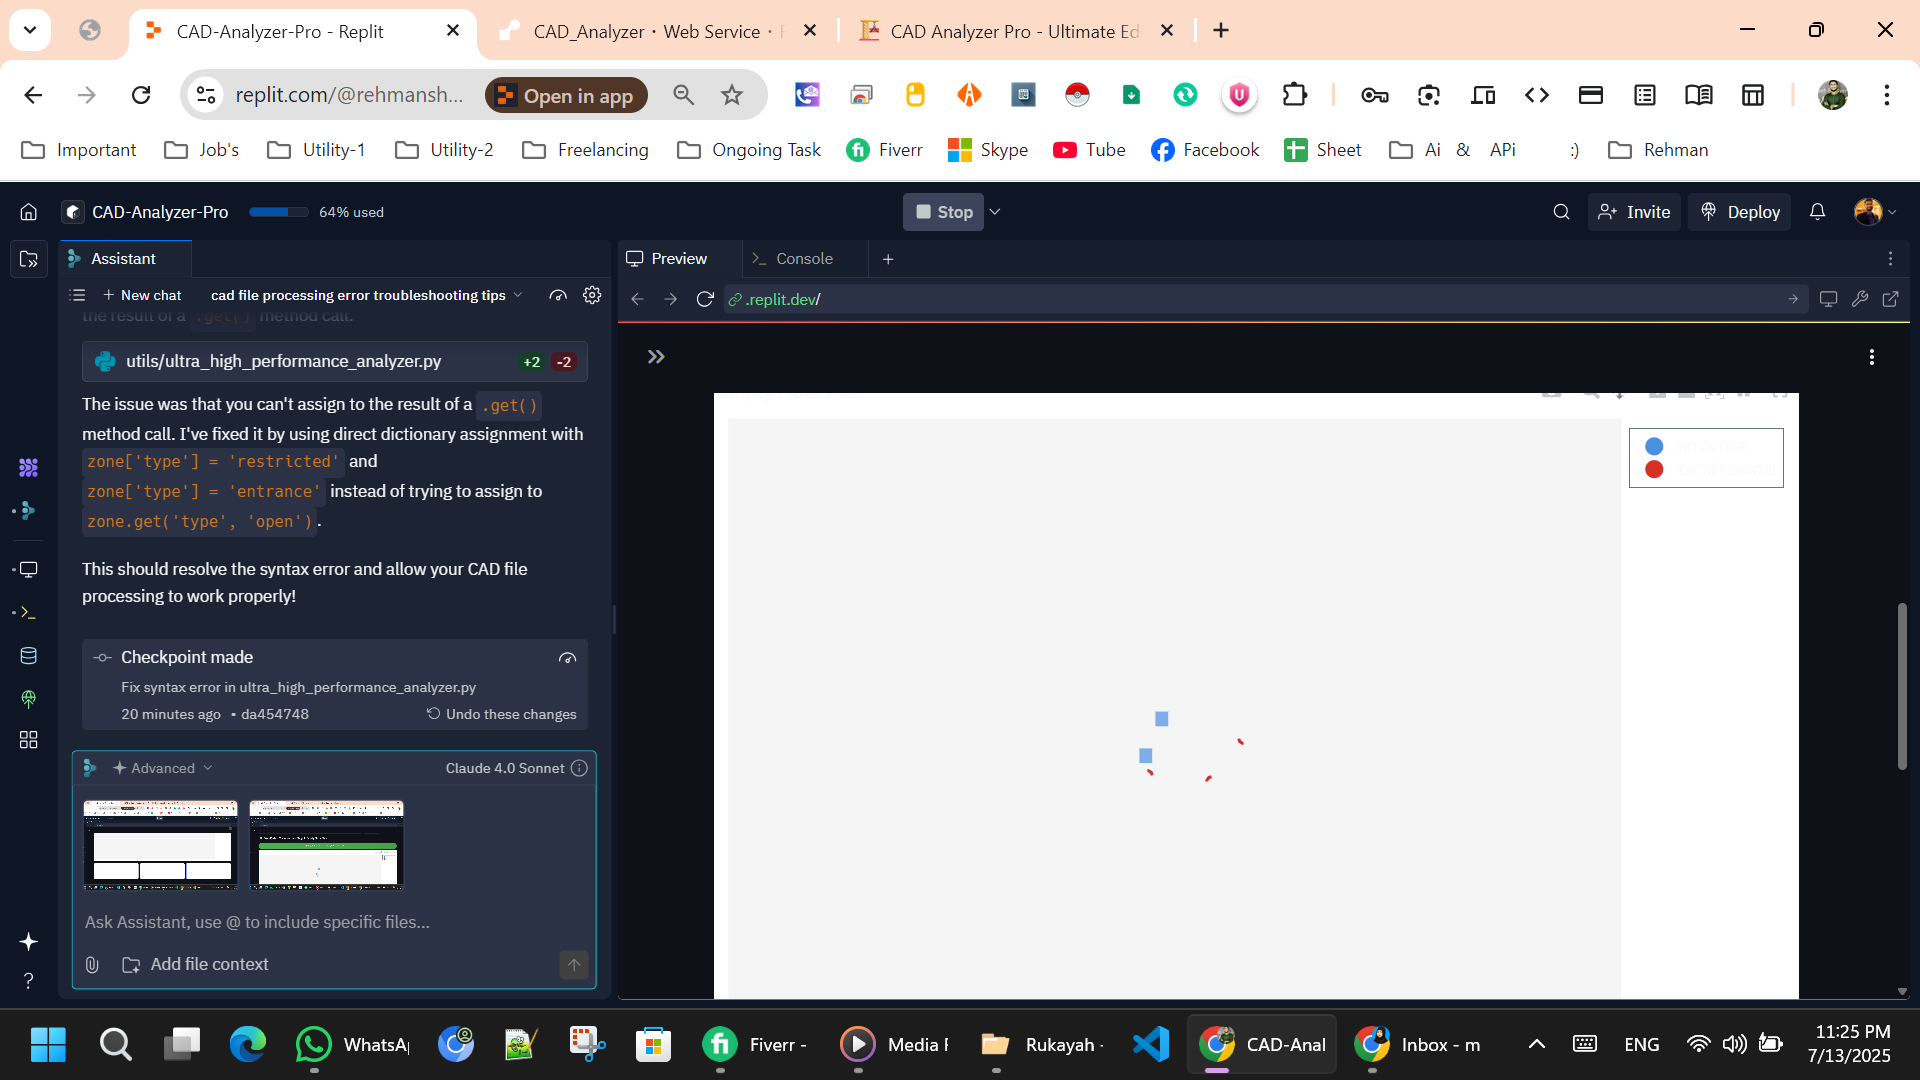 CAD-Analyzer-Pro - Replit
CAD_Analyzer · Web Service ·
CAD Analyzer Pro - Ultimate Ed
replit.com/@rehmansh...
Open in app
Important
Job's
Utility-1
Utility-2
Freelancing
Ongoing Task
Fiverr
Skype
Tube
Facebook
Sheet
Ai & APi :)
Rehman
CAD-Analyzer-Pro
64% used
Stop
Invite
Deploy
Assistant
Preview
Console
New chat
cad file processing error troubleshooting tips
.replit.dev/
the result of a .get() method call.
utils/ultra_high_performance_analyzer.py
+2 -2
The issue was that you can't assign to the result of a .get()
method call. I've fixed it by using direct dictionary assignment with
zone['type'] = 'restricted' and
zone['type'] = 'entrance' instead of trying to assign to
zone.get('type', 'open').
This should resolve the syntax error and allow your CAD file
processing to work properly!
Checkpoint made
Fix syntax error in ultra_high_performance_analyzer.py
20 minutes ago • da454748
Undo these changes
Advanced
Claude 4.0 Sonnet
Ask Assistant, use @ to include specific files...
Add file context
WhatsAp
Fiverr -
Media
Rukayah -
CAD-Anal
Inbox - m
ENG
11:25 PM
7/13/2025